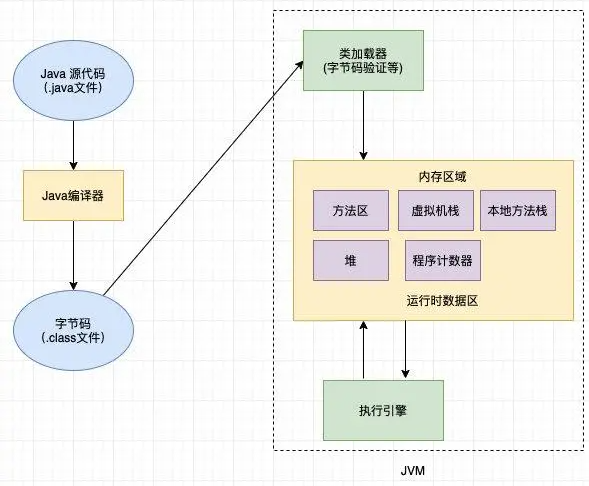 Java 源代码
(.java文件)
Java编译器
字节码
(.class文件)
类加载器
(字节码验证等)
内存区域
方法区
虚拟机栈
本地方法栈
堆
程序计数器
运行时数据区
执行引擎
JVM